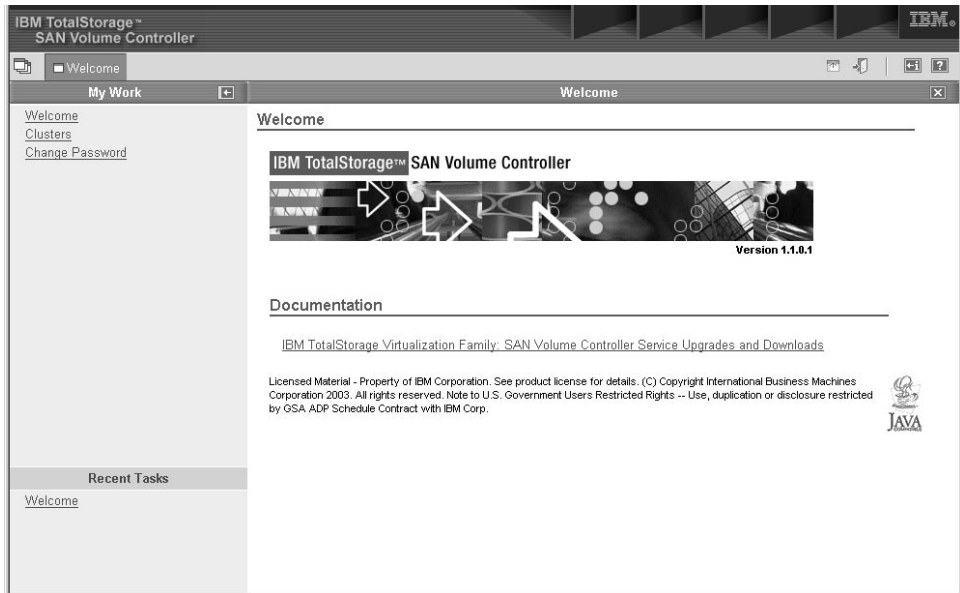 IBM TotalStorage™
SAN Volume Controller
IBM®
Welcome
My Work
Welcome
Welcome
Clusters
Change Password
Welcome
IBM TotalStorage™ SAN Volume Controller
Version 1.1.0.1
Documentation
IBM TotalStorage Virtualization Family: SAN Volume Controller Service Upgrades and Downloads
Licensed Material - Property of IBM Corporation. See product license for details. (C) Copyright International Business Machines
Corporation 2003. All rights reserved. Note to U.S. Government Users Restricted Rights -- Use, duplication or disclosure restricted
by GSA ADP Schedule Contract with IBM Corp.
JAVA
COMPATIBLE
Recent Tasks
Welcome